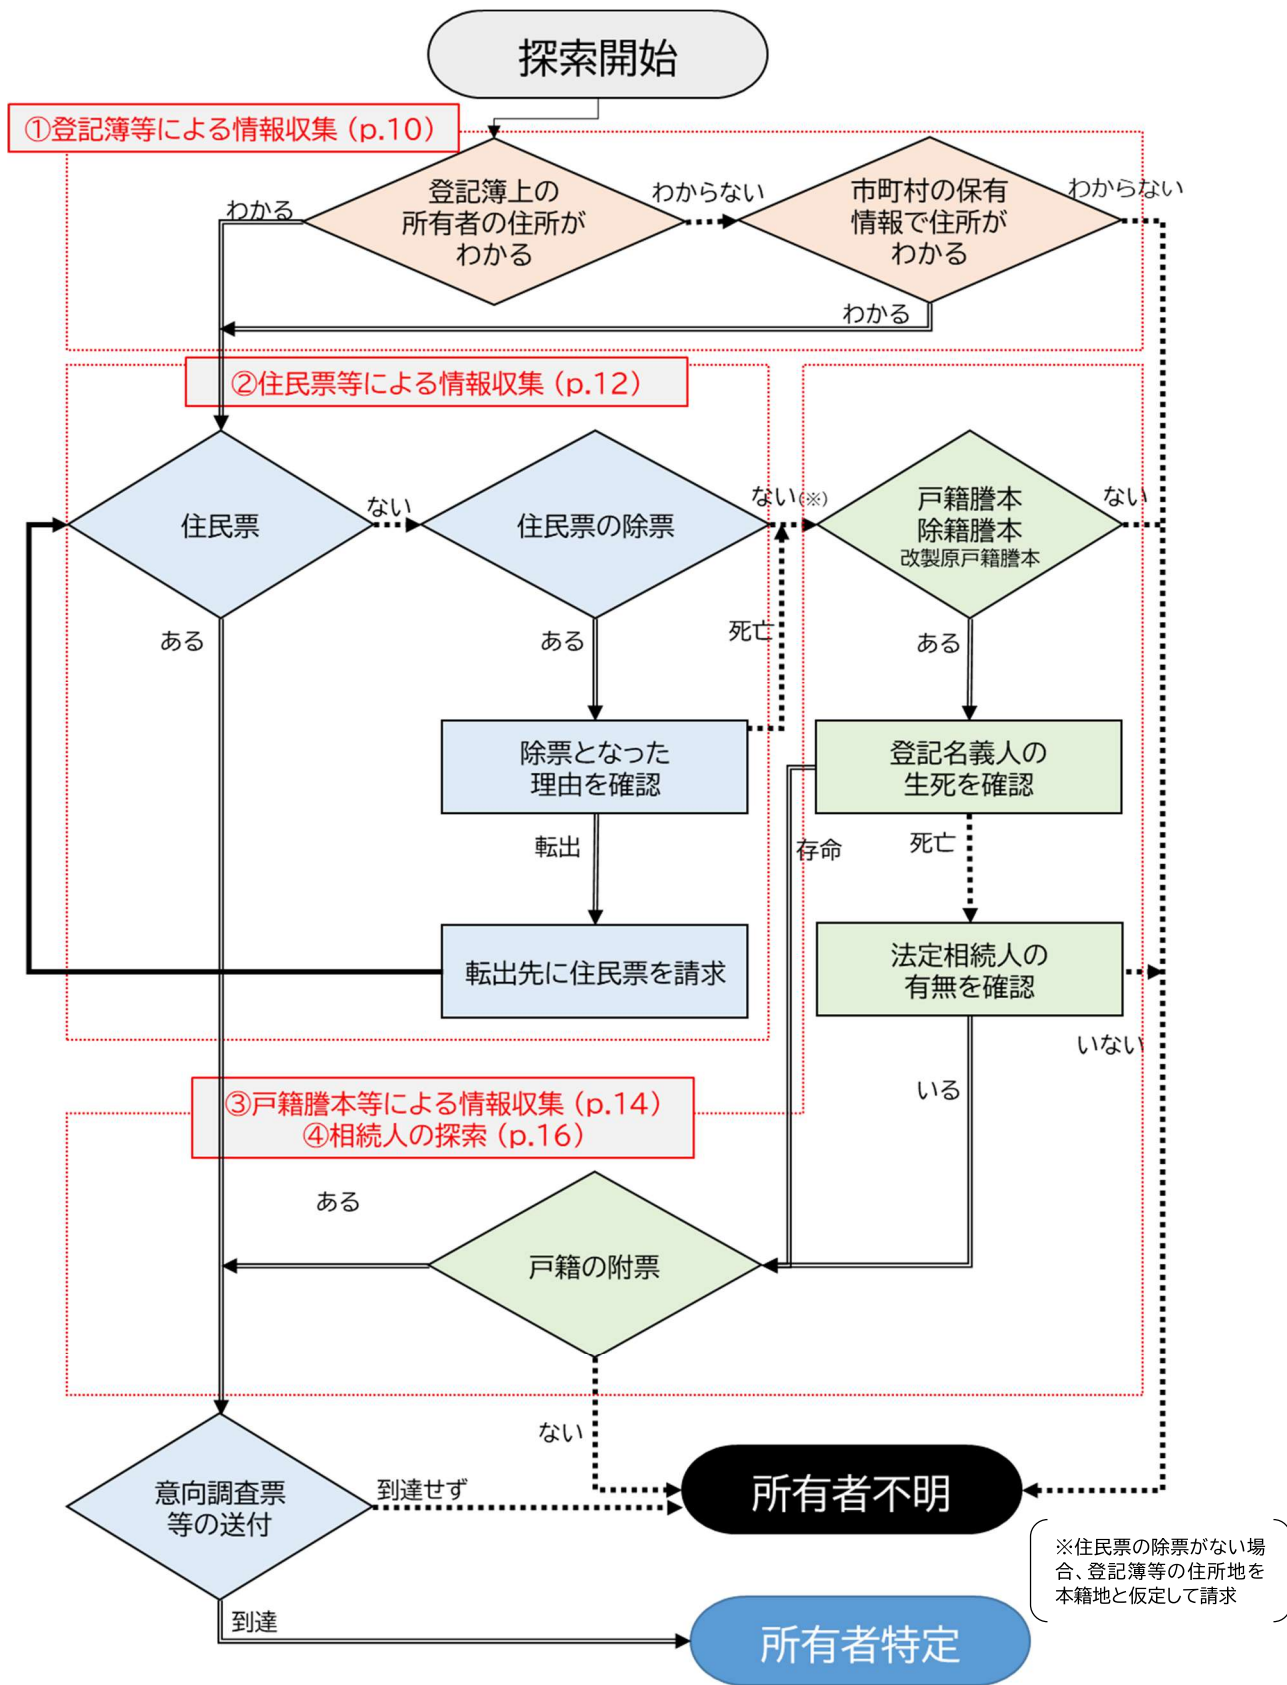 探索開始
①登記簿等による情報収集（p.10）
登記簿上の
所有者の住所が
わかる
わからない
市町村の保有
情報で住所が
わかる
わからない
わかる
わかる
②住民票等による情報収集（p.12）
住民票
ない
住民票の除票
ない(※)
戸籍謄本
除籍謄本
改製原戸籍謄本
ない
ある
ある
死亡
ある
除票となった
理由を確認
登記名義人の
生死を確認
転出
存命
死亡
転出先に住民票を請求
法定相続人の
有無を確認
いない
いる
③戸籍謄本等による情報収集（p.14）
④相続人の探索（p.16）
ある
戸籍の附票
ない
意向調査票
等の送付
到達せず
所有者不明
※住民票の除票がない場
合、登記簿等の住所地を
本籍地と仮定して請求
到達
所有者特定